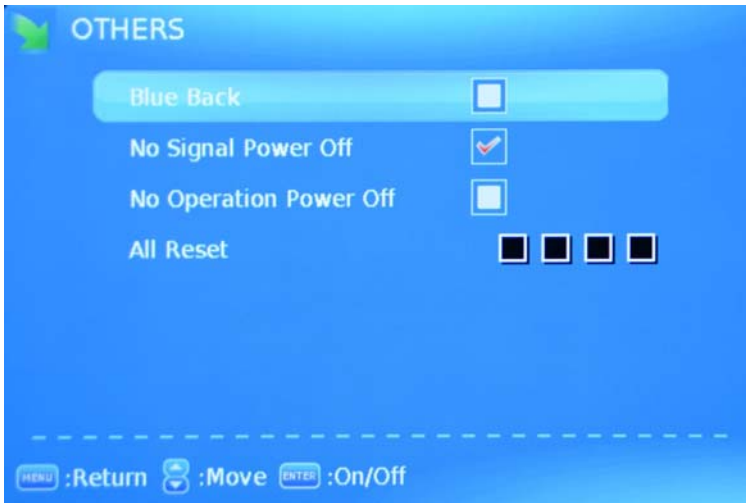 OTHERS
Blue Back
No Signal Power Off
No Operation Power Off
All Reset
MENU :Return :Move ENTER :On/Off